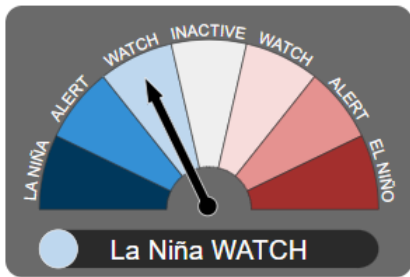 LA NIÑA
ALERT
WATCH
INACTIVE
WATCH
ALERT
EL NIÑO
La Niña WATCH